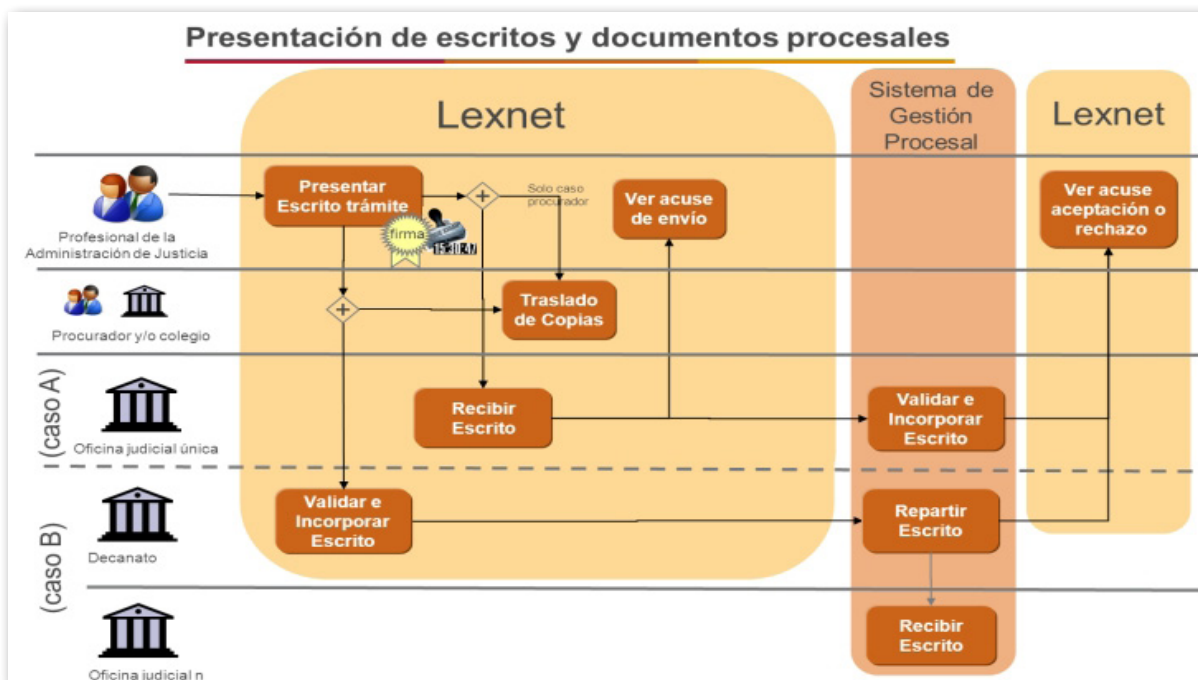 Presentación de escritos y documentos procesales
Lexnet
Sistema de
Gestión
Procesal
Lexnet
Profesional de la
Administración de Justicia
Presentar
Escrito trámite
firma
15:30:47
Solo caso
procurador
Ver acuse
de envío
Ver acuse
aceptación o
rechazo
Procurador y/o colegio
Traslado
de Copias
(caso A)
Oficina judicial única
Recibir
Escrito
Validar e
Incorporar
Escrito
(caso B)
Decanato
Validar e
Incorporar
Escrito
Repartir
Escrito
Oficina judicial n
Recibir
Escrito